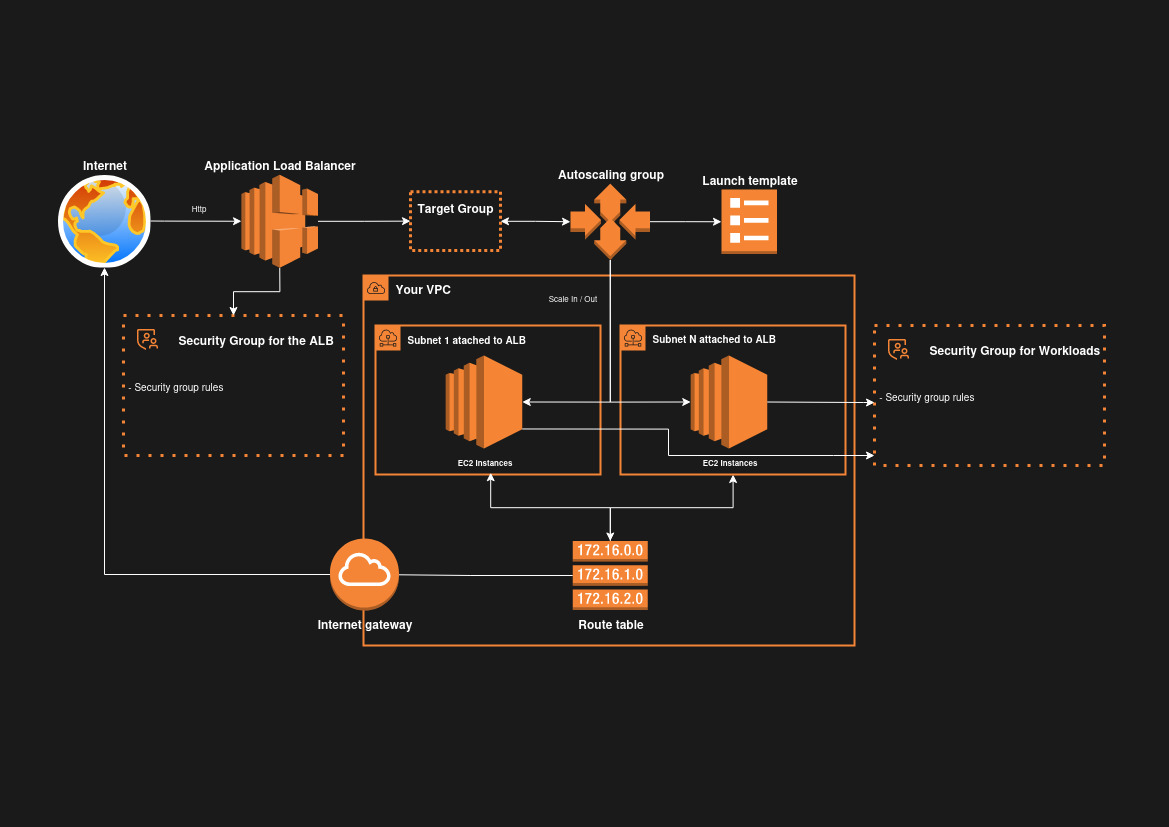 Internet
Application Load Balancer
Autoscaling group
Launch template
Http
Target Group
Your VPC
Scale In / Out
Security Group for the ALB
- Security group rules
Subnet 1 atached to ALB
Subnet N attached to ALB
Security Group for Workloads
- Security group rules
EC2 Instances
EC2 Instances
172.16.0.0
172.16.1.0
172.16.2.0
Internet gateway
Route table